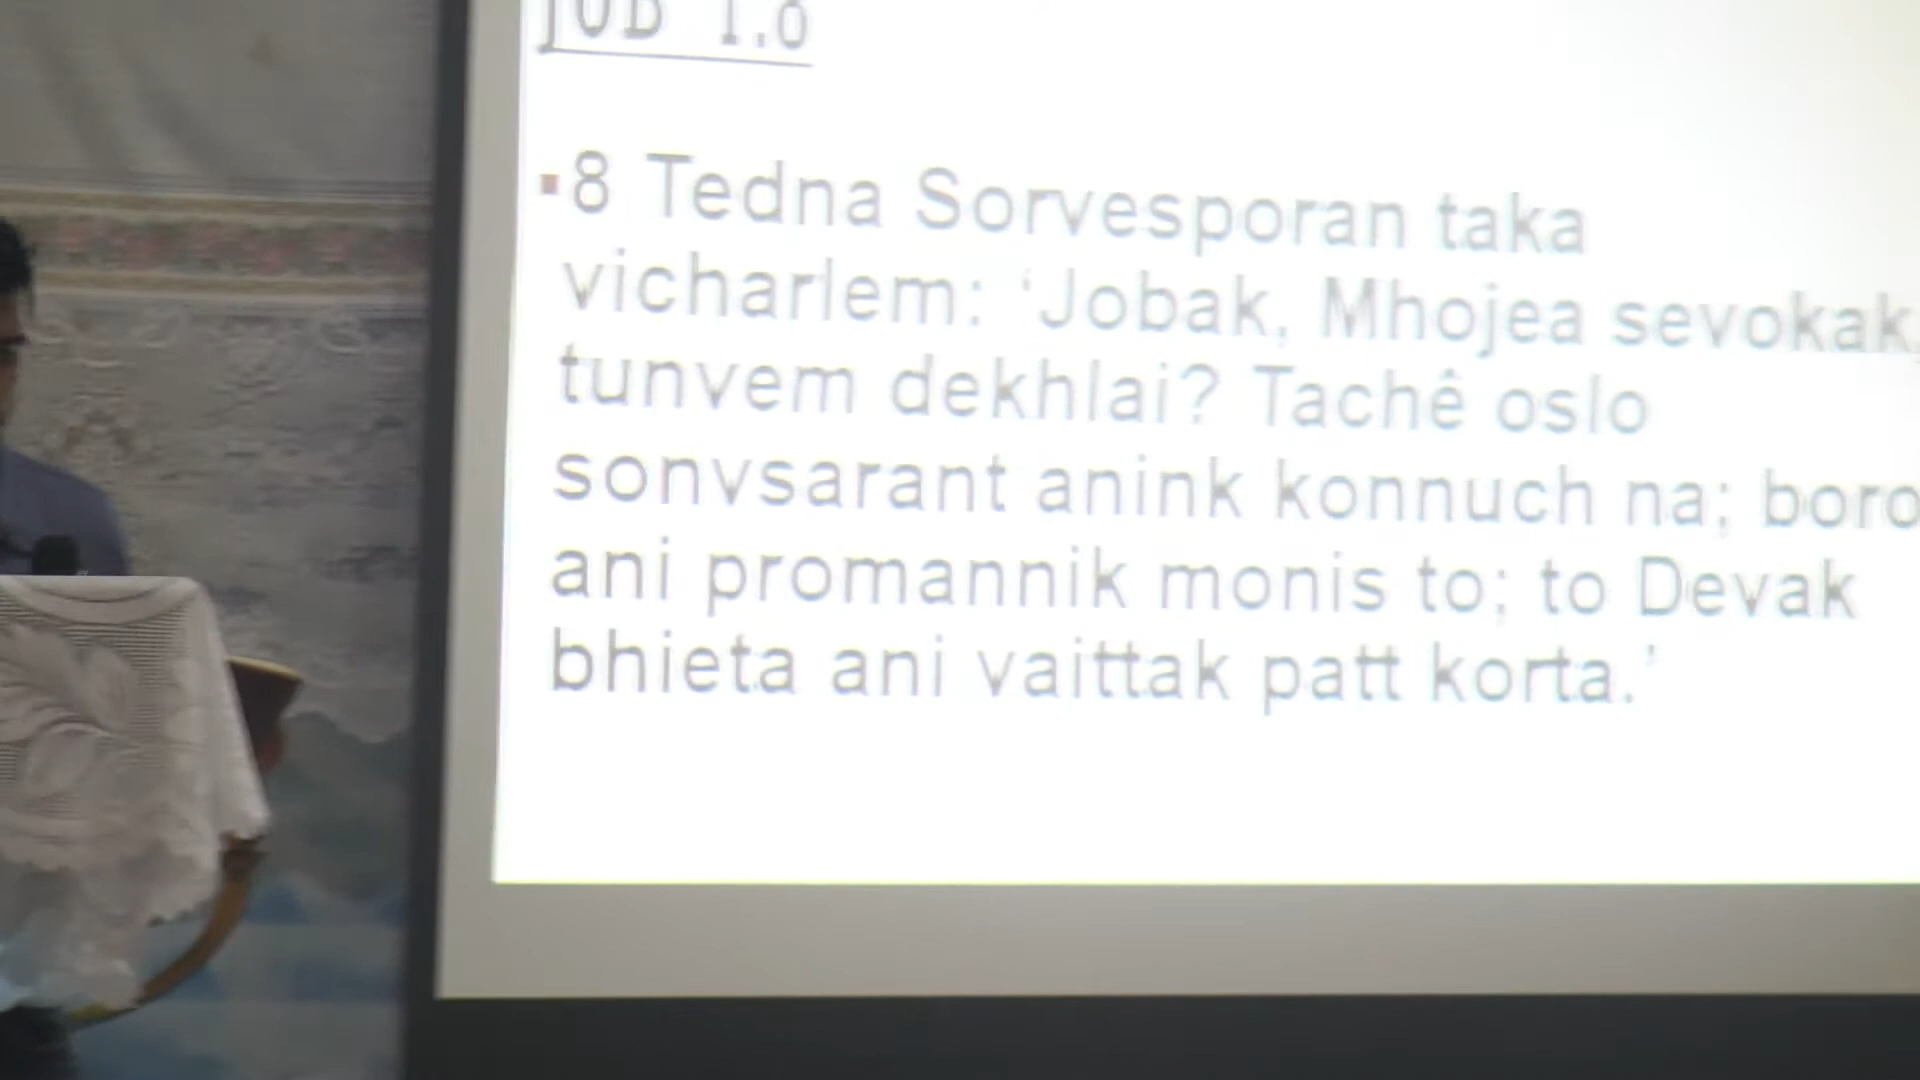 JOB 1.8
8 Tedna Sorvesporan taka
vicharlem: ‘Jobak, Mhojea sevokak,
tunvem dekhlai? Tachê oslo
sonvsarant anink konnuch na; boro
ani promannik monis to; to Devak
bhieta ani vaittak patt korta.’